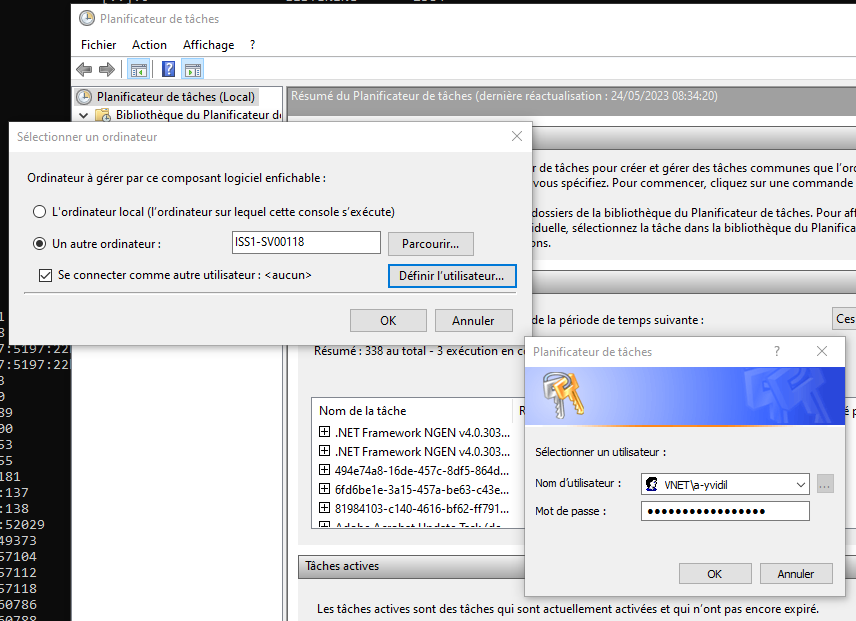 Planificateur de tâches
Fichier Action Affichage ?
Planificateur de tâches (Local)
Bibliothèque du Planificateur d
Résumé du Planificateur de tâches (dernière réactualisation : 24/05/2023 08:34:20)
Sélectionner un ordinateur
Ordinateur à gérer par ce composant logiciel enfichable :
L'ordinateur local (l'ordinateur sur lequel cette console s'exécute)
Un autre ordinateur :
ISS1-SV00118
Parcourir...
Se connecter comme autre utilisateur : <aucun>
Définir l'utilisateur...
OK
Annuler
r de tâches pour créer et gérer des tâches communes que l'or
vous spécifiez. Pour commencer, cliquez sur une commande
dossiers de la bibliothèque du Planificateur de tâches. Pour aff
iduelle, sélectionnez la tâche dans la bibliothèque du Planifica
ons.
de la période de temps suivante :
Ces
Résumé : 338 au total - 3 exécution en co
Nom de la tâche
.NET Framework NGEN v4.0.303...
.NET Framework NGEN v4.0.303...
494e74a8-16de-457c-8df5-864d...
6fd6be1e-3a15-457a-be63-c43e...
81984103-c140-4616-bf62-ff791...
Planificateur de tâches
?
Sélectionner un utilisateur :
Nom d'utilisateur :
VNET\a-yvidil
...
Mot de passe :
OK
Annuler
Tâches actives
Les tâches actives sont des tâches qui sont actuellement activées et qui n'ont pas encore expiré.
7:5197:22
7:5197:22
89
00
53
55
181
:137
:138
:52029
49373
57104
57112
57118
60786